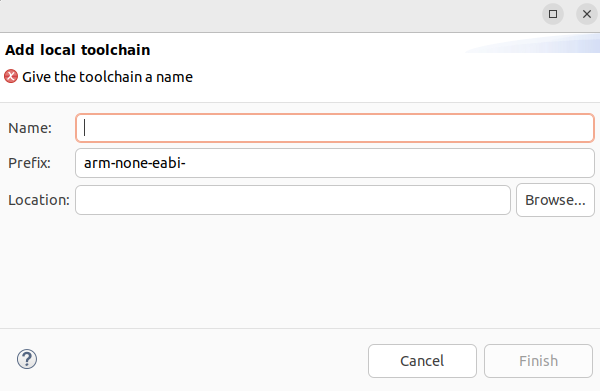 Add local toolchain
Give the toolchain a name
Name:
Prefix: arm-none-eabi-
Location: Browse...
? Cancel Finish